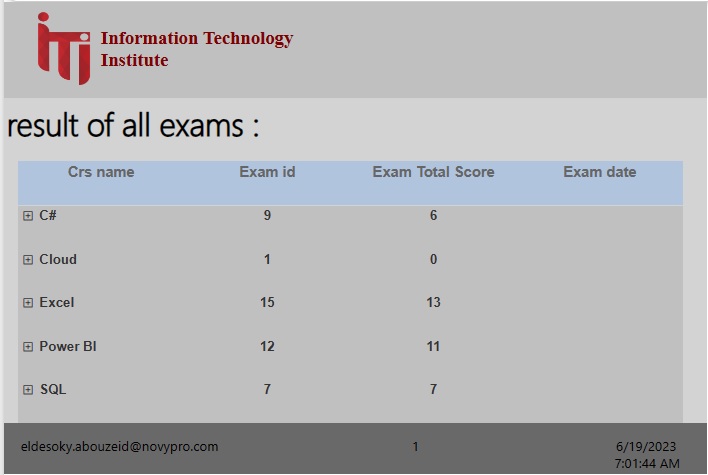 iTi
Information Technology
Institute
result of all exams :
Crs name Exam id Exam Total Score Exam date
C# 9 6
Cloud 1 0
Excel 15 13
Power BI 12 11
SQL 7 7
eldesoky.abouzeid@novypro.com 1 6/19/2023
7:01:44 AM